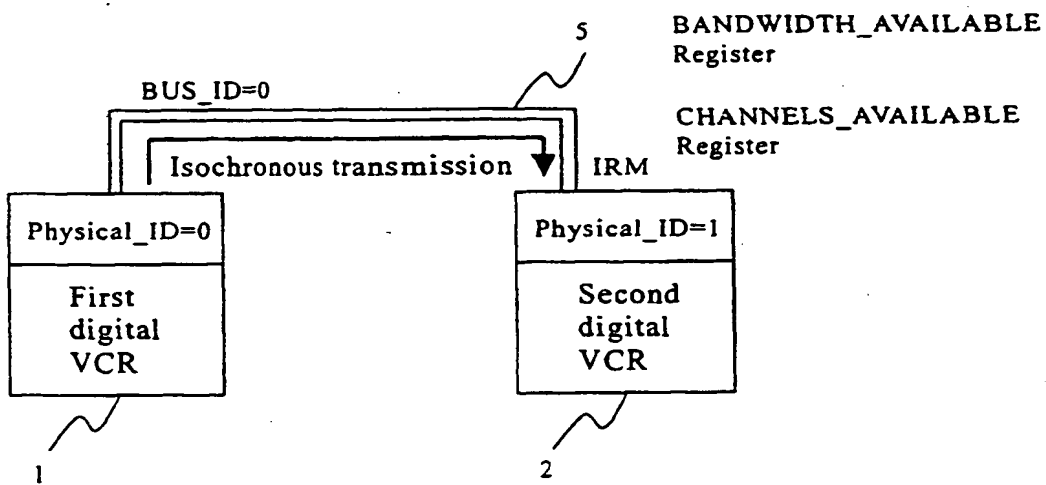 5
BANDWIDTH_AVAILABLE
Register
BUS_ID=0
CHANNELS_AVAILABLE
Register
Isochronous transmission
IRM
Physical_ID=0
Physical_ID=1
First
digital
VCR
Second
digital
VCR
1
2